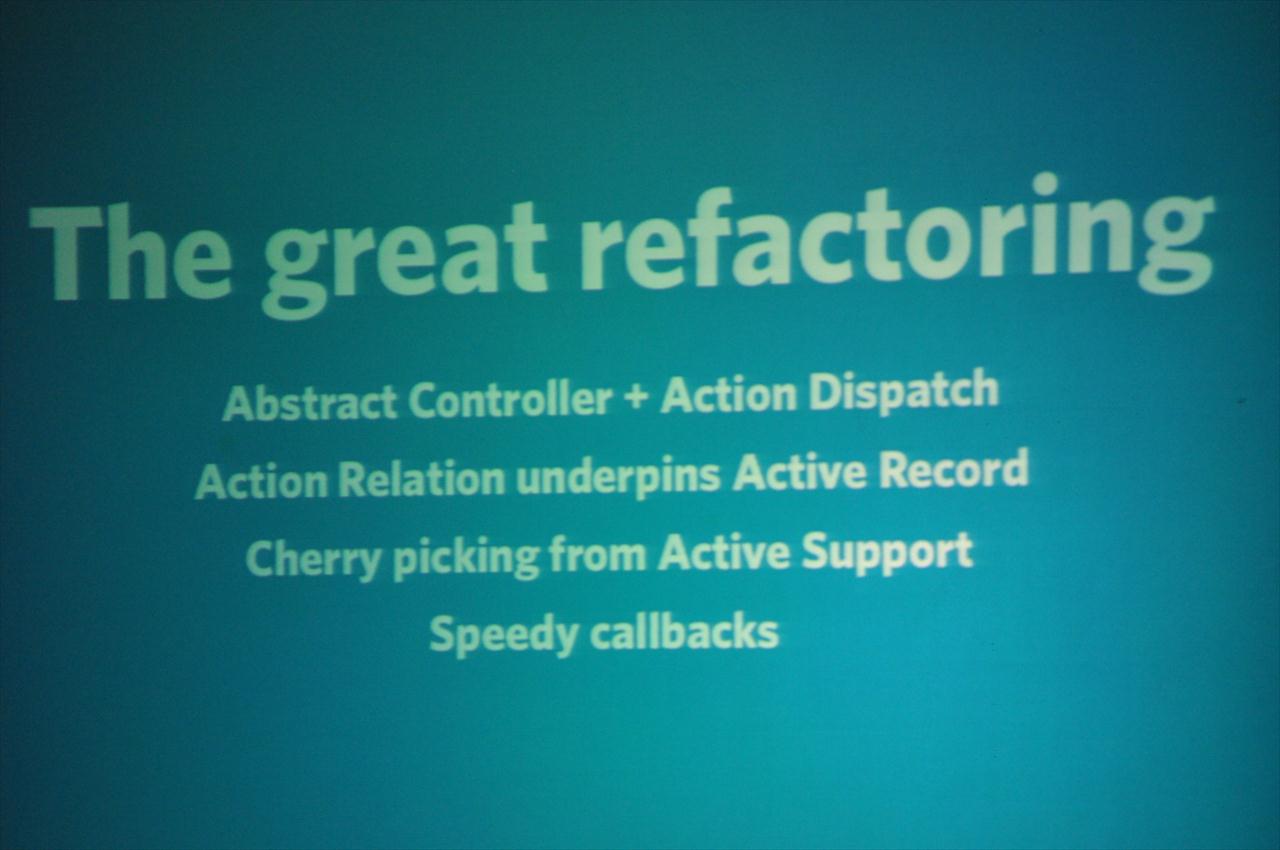 The great refactoring
Abstract Controller + Action Dispatch
Action Relation underpins Active Record
Cherry picking from Active Support
Speedy callbacks